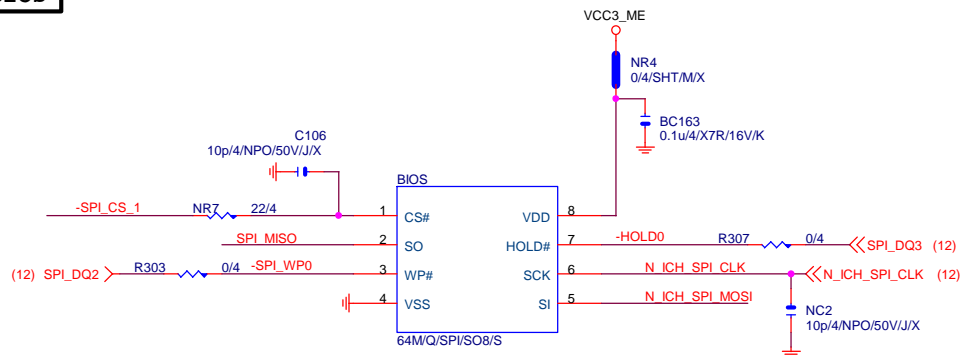 VCC3_ME
NR4
0/4/SHT/M/X
BC163
0.1u/4/X7R/16V/K
C106
10p/4/NPO/50V/J/X
BIOS
-SPI_CS_1 NR7 22/4 1 CS# VDD 8
SPI_MISO 2 SO HOLD# 7 -HOLD0 R307 0/4 SPI_DQ3 (12)
(12) SPI_DQ2 R303 0/4 -SPI_WP0 3 WP# SCK 6 N_ICH_SPI_CLK N_ICH_SPI_CLK (12)
4 VSS SI 5 N_ICH_SPI_MOSI
NC2
10p/4/NPO/50V/J/X
64M/Q/SPI/SO8/S